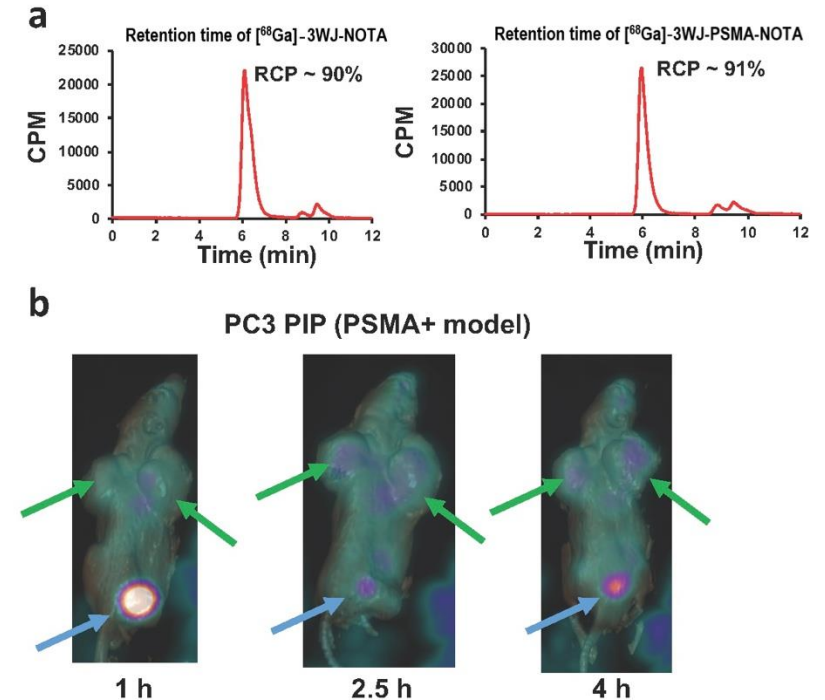 a
Retention time of [⁶⁸Ga]-3WJ-NOTA
RCP ~ 90%
CPM
25000
20000
15000
10000
5000
0
0 2 4 6 8 10 12
Time (min)
Retention time of [⁶⁸Ga]-3WJ-PSMA-NOTA
RCP ~ 91%
CPM
30000
25000
20000
15000
10000
5000
0
0 2 4 6 8 10 12
Time (min)
b
PC3 PIP (PSMA+ model)
1 h 2.5 h 4 h